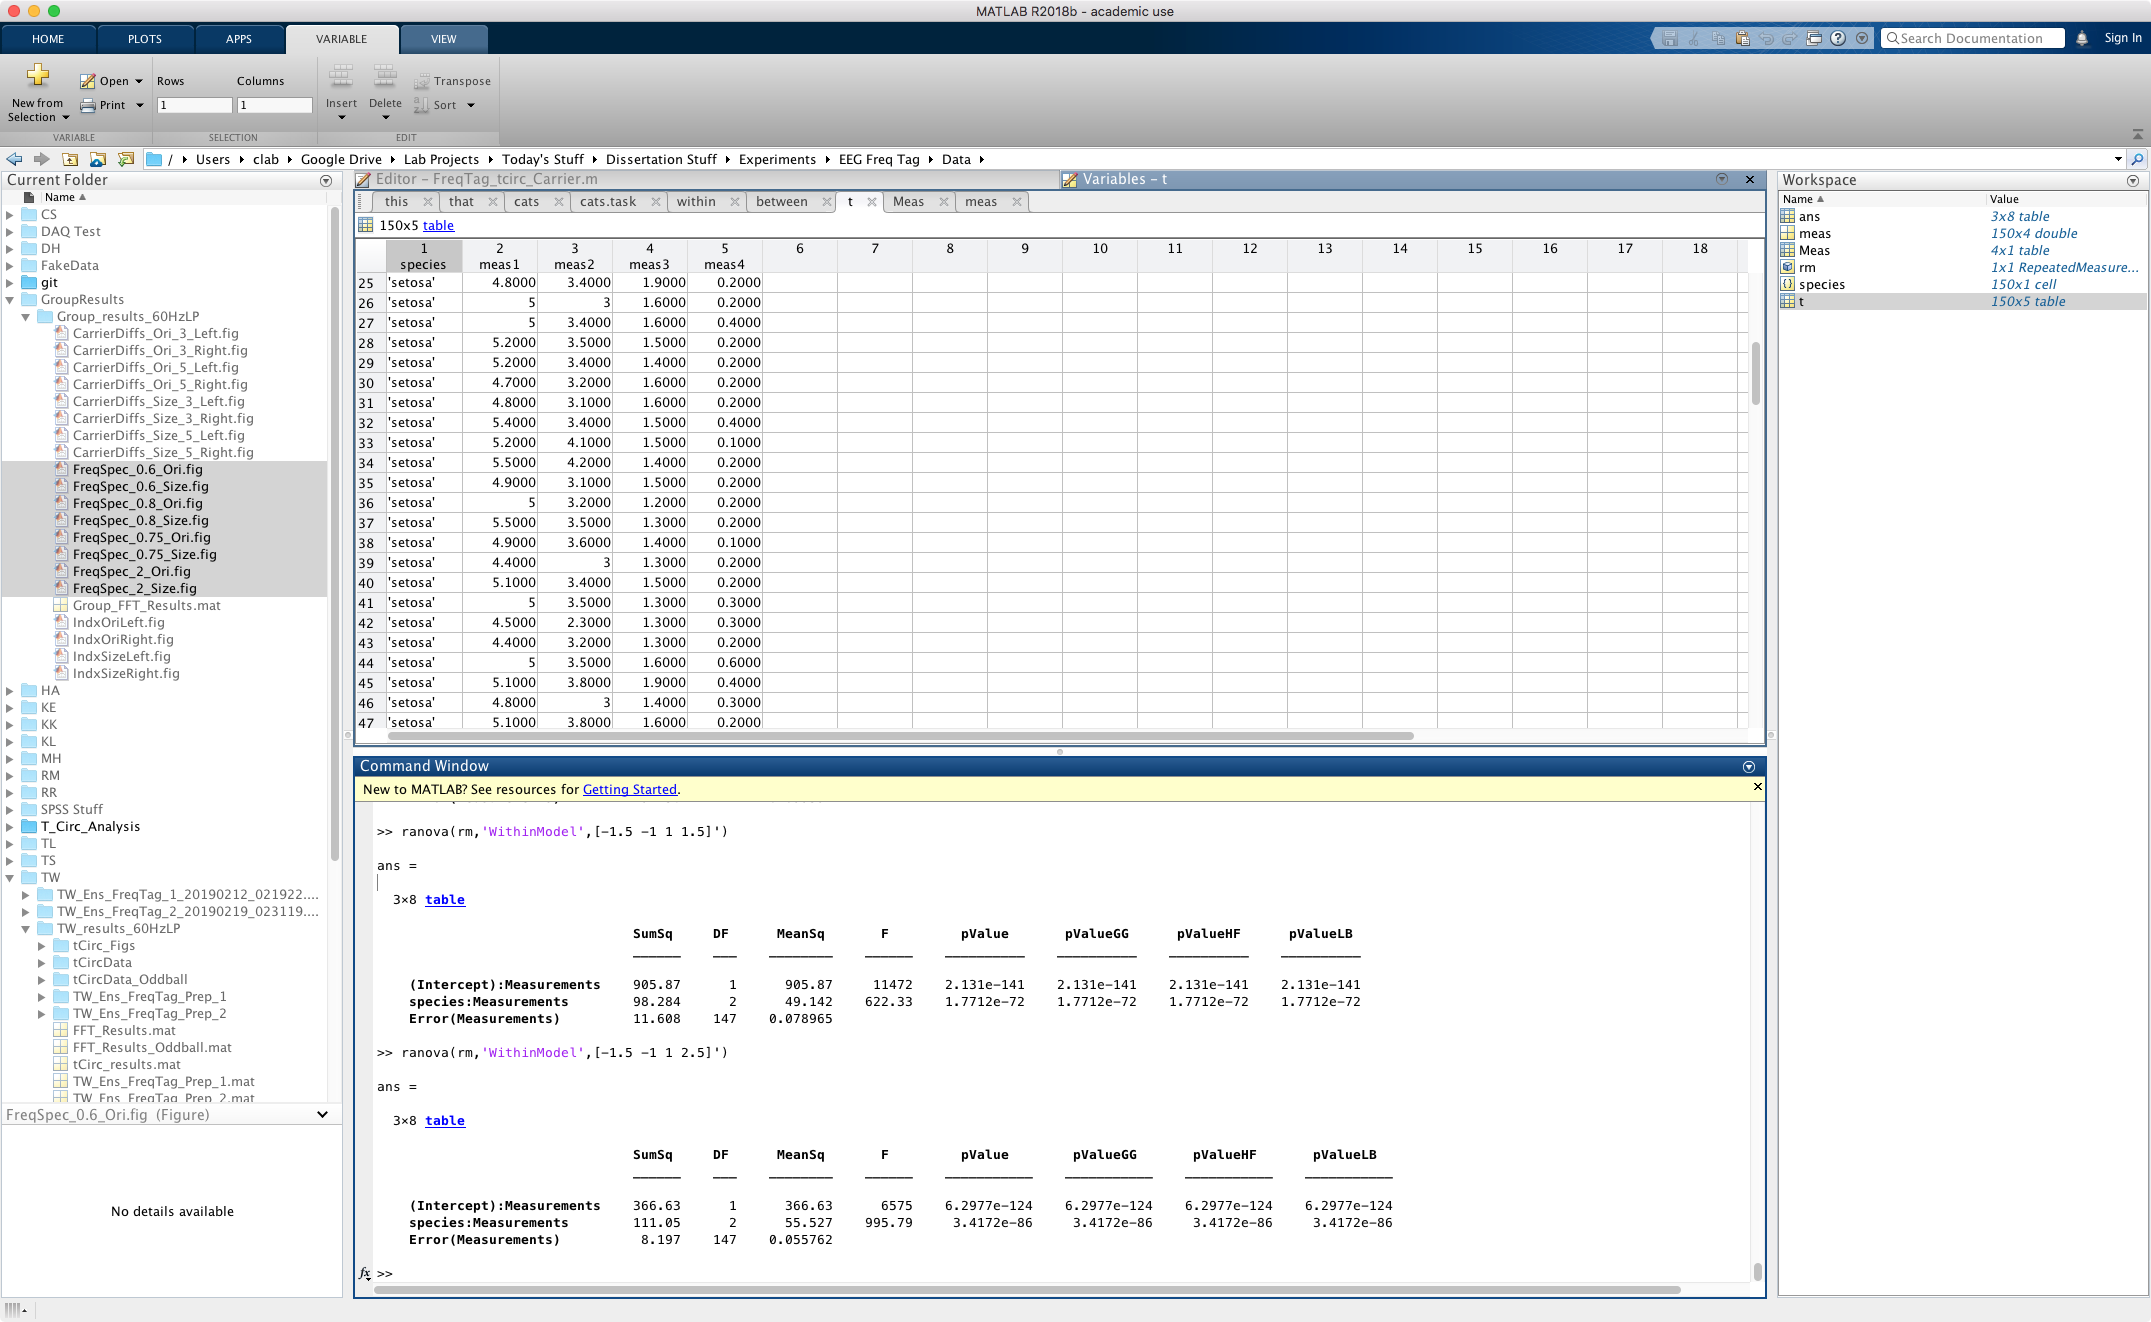 MATLAB R2018b - academic use
HOME PLOTS APPS VARIABLE VIEW
Search Documentation Sign In
New from Selection Open Print
Rows Columns
1 1
Insert Delete Transpose Sort
VARIABLE SELECTION EDIT
/ Users clab Google Drive Lab Projects Today's Stuff Dissertation Stuff Experiments EEG Freq Tag Data
Current Folder
Name
CS
DAQ Test
DH
FakeData
git
GroupResults
Group_results_60HzLP
CarrierDiffs_Ori_3_Left.fig
CarrierDiffs_Ori_3_Right.fig
CarrierDiffs_Ori_5_Left.fig
CarrierDiffs_Ori_5_Right.fig
CarrierDiffs_Size_3_Left.fig
CarrierDiffs_Size_3_Right.fig
CarrierDiffs_Size_5_Left.fig
CarrierDiffs_Size_5_Right.fig
FreqSpec_0.6_Ori.fig
FreqSpec_0.6_Size.fig
FreqSpec_0.8_Ori.fig
FreqSpec_0.8_Size.fig
FreqSpec_0.75_Ori.fig
FreqSpec_0.75_Size.fig
FreqSpec_2_Ori.fig
FreqSpec_2_Size.fig
Group_FFT_Results.mat
IndxOriLeft.fig
IndxOriRight.fig
IndxSizeLeft.fig
IndxSizeRight.fig
HA
KE
KK
KL
MH
RM
RR
SPSS Stuff
T_Circ_Analysis
TL
TS
TW
TW_Ens_FreqTag_1_20190212_021922....
TW_Ens_FreqTag_2_20190219_023119....
TW_results_60HzLP
tCirc_Figs
tCircData
tCircData_Oddball
TW_Ens_FreqTag_Prep_1
TW_Ens_FreqTag_Prep_2
FFT_Results.mat
FFT_Results_Oddball.mat
tCirc_results.mat
TW_Ens_FreqTag_Prep_1.mat
TW_Ens_FreqTag_Prep_2.mat
FreqSpec_0.6_Ori.fig (Figure)
No details available
Editor - FreqTag_tcirc_Carrier.m
Variables - t
this that cats cats.task within between t Meas meas
150x5 table
1 2 3 4 5 6 7 8 9 10 11 12 13 14 15 16 17 18
species meas1 meas2 meas3 meas4
25 'setosa' 4.8000 3.4000 1.9000 0.2000
26 'setosa' 5 3 1.6000 0.2000
27 'setosa' 5 3.4000 1.6000 0.4000
28 'setosa' 5.2000 3.5000 1.5000 0.2000
29 'setosa' 5.2000 3.4000 1.4000 0.2000
30 'setosa' 4.7000 3.2000 1.6000 0.2000
31 'setosa' 4.8000 3.1000 1.6000 0.2000
32 'setosa' 5.4000 3.4000 1.5000 0.4000
33 'setosa' 5.2000 4.1000 1.5000 0.1000
34 'setosa' 5.5000 4.2000 1.4000 0.2000
35 'setosa' 4.9000 3.1000 1.5000 0.2000
36 'setosa' 5 3.2000 1.2000 0.2000
37 'setosa' 5.5000 3.5000 1.3000 0.2000
38 'setosa' 4.9000 3.6000 1.4000 0.1000
39 'setosa' 4.4000 3 1.3000 0.2000
40 'setosa' 5.1000 3.4000 1.5000 0.2000
41 'setosa' 5 3.5000 1.3000 0.3000
42 'setosa' 4.5000 2.3000 1.3000 0.3000
43 'setosa' 4.4000 3.2000 1.3000 0.2000
44 'setosa' 5 3.5000 1.6000 0.6000
45 'setosa' 5.1000 3.8000 1.9000 0.4000
46 'setosa' 4.8000 3 1.4000 0.3000
47 'setosa' 5.1000 3.8000 1.6000 0.2000
Command Window
New to MATLAB? See resources for Getting Started.
>> ranova(rm,'WithinModel',[-1.5 -1 1 1.5]')
ans =
3×8 table
SumSq DF MeanSq F pValue pValueGG pValueHF pValueLB
(Intercept):Measurements 905.87 1 905.87 11472 2.131e-141 2.131e-141 2.131e-141 2.131e-141
species:Measurements 98.284 2 49.142 622.33 1.7712e-72 1.7712e-72 1.7712e-72 1.7712e-72
Error(Measurements) 11.608 147 0.078965
>> ranova(rm,'WithinModel',[-1.5 -1 1 2.5]')
ans =
3×8 table
SumSq DF MeanSq F pValue pValueGG pValueHF pValueLB
(Intercept):Measurements 366.63 1 366.63 6575 6.2977e-124 6.2977e-124 6.2977e-124 6.2977e-124
species:Measurements 111.05 2 55.527 995.79 3.4172e-86 3.4172e-86 3.4172e-86 3.4172e-86
Error(Measurements) 8.197 147 0.055762
fx >>
Workspace
Name Value
ans 3x8 table
meas 150x4 double
Meas 4x1 table
rm 1x1 RepeatedMeasure...
species 150x1 cell
t 150x5 table